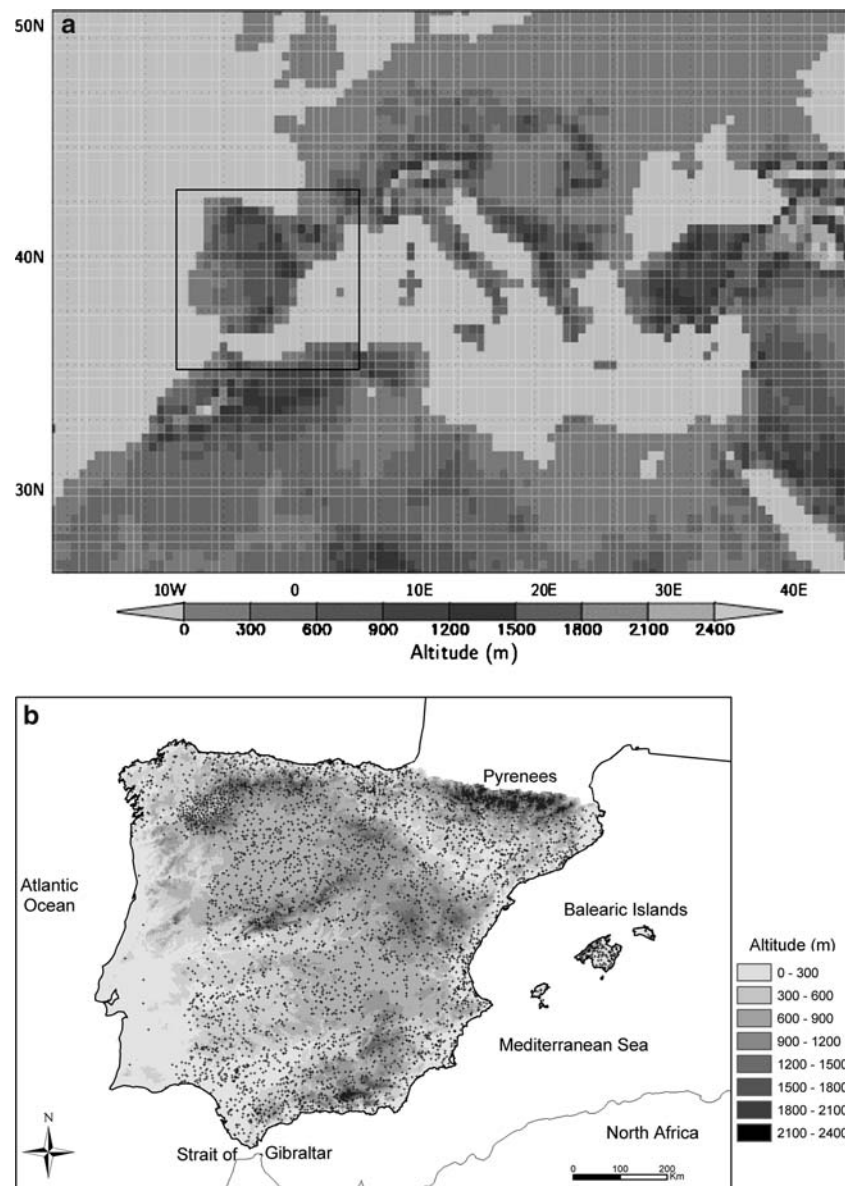 a
50N
40N
30N
10W 0 10E 20E 30E 40E
0 300 600 900 1200 1500 1800 2100 2400
Altitude (m)
b
Pyrenees
Atlantic
Ocean
Balearic Islands
Mediterranean Sea
Strait of Gibraltar
North Africa
N
0 100 200
Km
Altitude (m)
0 - 300
300 - 600
600 - 900
900 - 1200
1200 - 1500
1500 - 1800
1800 - 2100
2100 - 2400